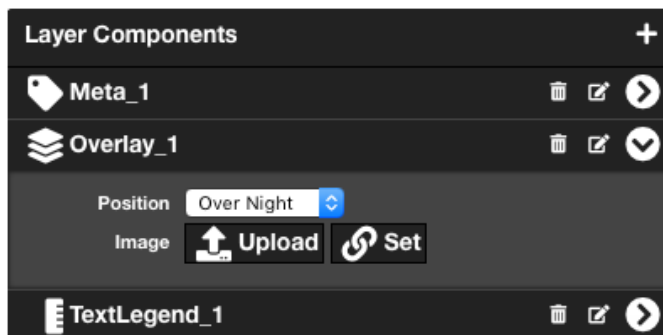 Layer Components
Meta_1
Overlay_1
Position Over Night
Image Upload Set
TextLegend_1